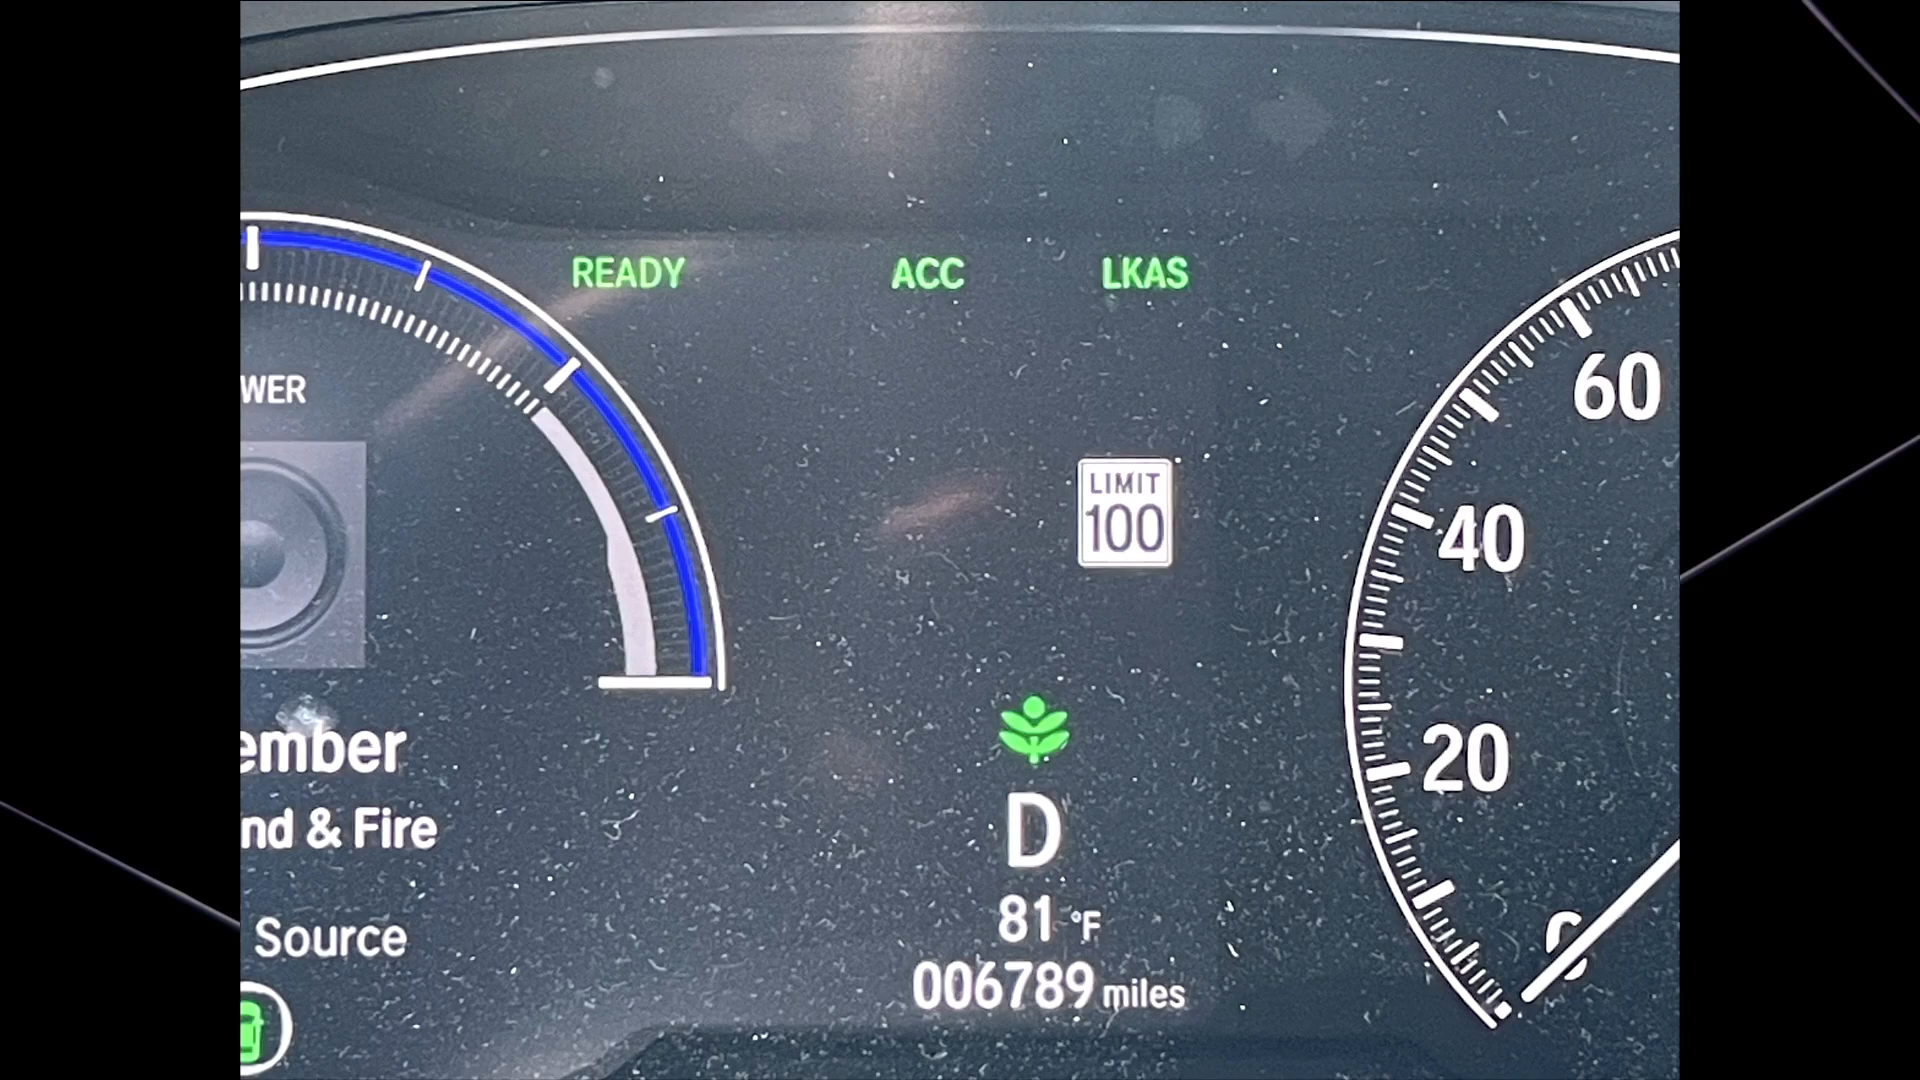 READY ACC LKAS
WER
LIMIT
100
60
40
20
ember
nd & Fire
Source
D
81 °F
006789 miles